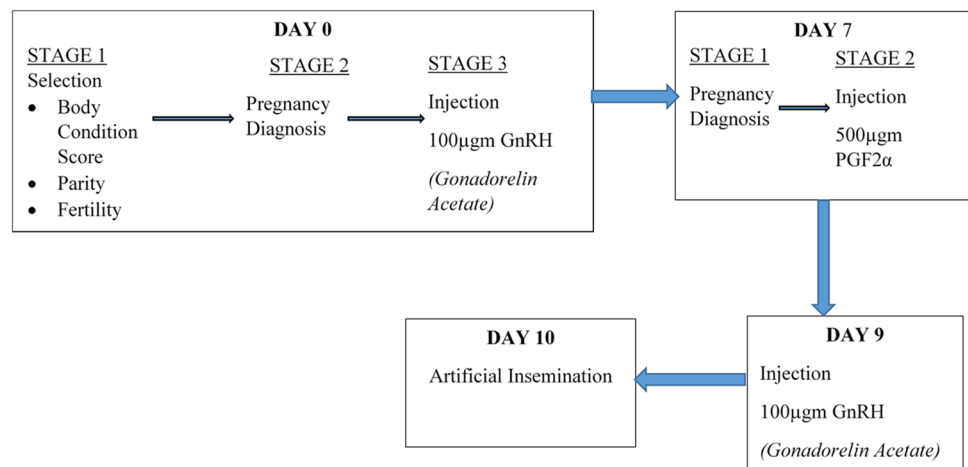 DAY 0
STAGE 1
Selection
• Body
Condition
Score
• Parity
• Fertility
STAGE 2
Pregnancy
Diagnosis
STAGE 3
Injection
100µgm GnRH
(Gonadorelin
Acetate)
DAY 7
STAGE 1
Pregnancy
Diagnosis
STAGE 2
Injection
500µgm
PGF2α
DAY 9
Injection
100µgm GnRH
(Gonadorelin Acetate)
DAY 10
Artificial Insemination